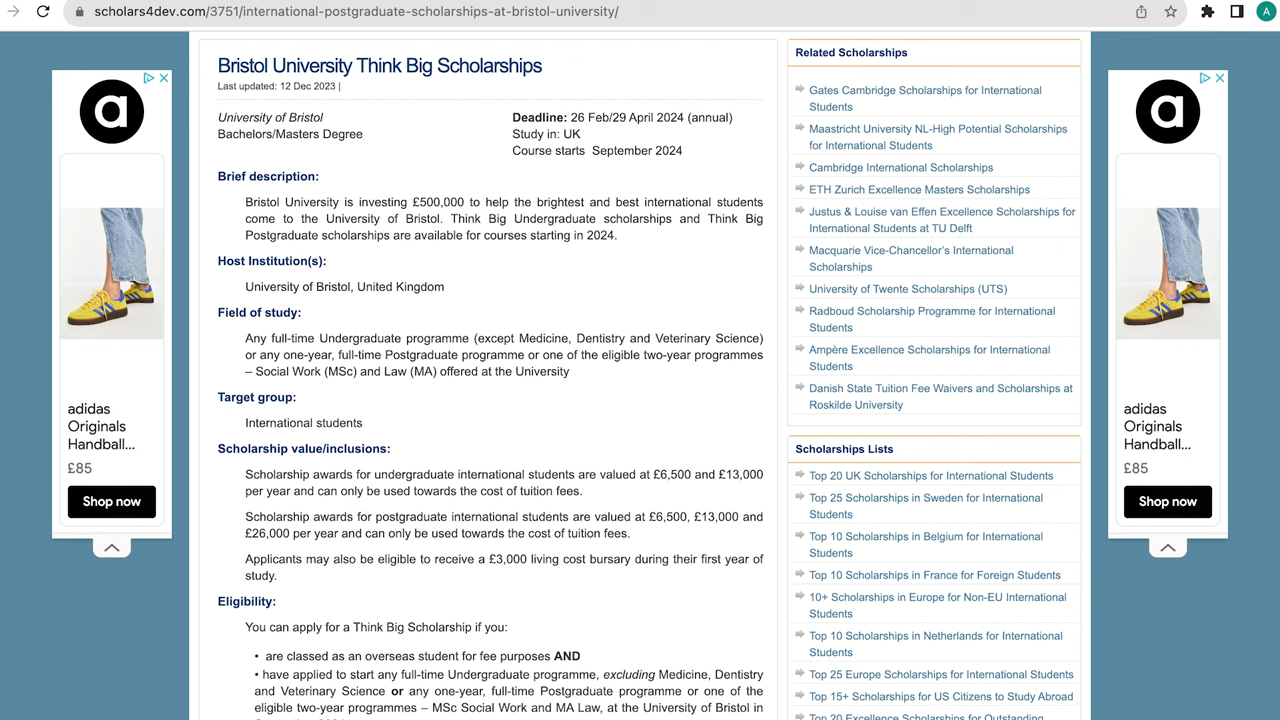 scholars4dev.com/3751/international-postgraduate-scholarships-at-bristol-university/
A
a
adidas
Originals
Handball...
£85
Shop now
Bristol University Think Big Scholarships
Last updated: 12 Dec 2023 |
University of Bristol
Bachelors/Masters Degree
Deadline: 26 Feb/29 April 2024 (annual)
Study in: UK
Course starts September 2024
Brief description:
Bristol University is investing £500,000 to help the brightest and best international students
come to the University of Bristol. Think Big Undergraduate scholarships and Think Big
Postgraduate scholarships are available for courses starting in 2024.
Host Institution(s):
University of Bristol, United Kingdom
Field of study:
Any full-time Undergraduate programme (except Medicine, Dentistry and Veterinary Science)
or any one-year, full-time Postgraduate programme or one of the eligible two-year programmes
– Social Work (MSc) and Law (MA) offered at the University
Target group:
International students
Scholarship value/inclusions:
Scholarship awards for undergraduate international students are valued at £6,500 and £13,000
per year and can only be used towards the cost of tuition fees.
Scholarship awards for postgraduate international students are valued at £6,500, £13,000 and
£26,000 per year and can only be used towards the cost of tuition fees.
Applicants may also be eligible to receive a £3,000 living cost bursary during their first year of
study.
Eligibility:
You can apply for a Think Big Scholarship if you:
• are classed as an overseas student for fee purposes AND
• have applied to start any full-time Undergraduate programme, excluding Medicine, Dentistry
and Veterinary Science or any one-year, full-time Postgraduate programme or one of the
eligible two-year programmes – MSc Social Work and MA Law, at the University of Bristol in
Related Scholarships
Gates Cambridge Scholarships for International
Students
Maastricht University NL-High Potential Scholarships
for International Students
Cambridge International Scholarships
ETH Zurich Excellence Masters Scholarships
Justus & Louise van Effen Excellence Scholarships for
International Students at TU Delft
Macquarie Vice-Chancellor's International
Scholarships
University of Twente Scholarships (UTS)
Radboud Scholarship Programme for International
Students
Ampère Excellence Scholarships for International
Students
Danish State Tuition Fee Waivers and Scholarships at
Roskilde University
Scholarships Lists
Top 20 UK Scholarships for International Students
Top 25 Scholarships in Sweden for International
Students
Top 10 Scholarships in Belgium for International
Students
Top 10 Scholarships in France for Foreign Students
10+ Scholarships in Europe for Non-EU International
Students
Top 10 Scholarships in Netherlands for International
Students
Top 25 Europe Scholarships for International Students
Top 15+ Scholarships for US Citizens to Study Abroad
Top 20 Excellence Scholarships for Outstanding
a
adidas
Originals
Handball...
£85
Shop now